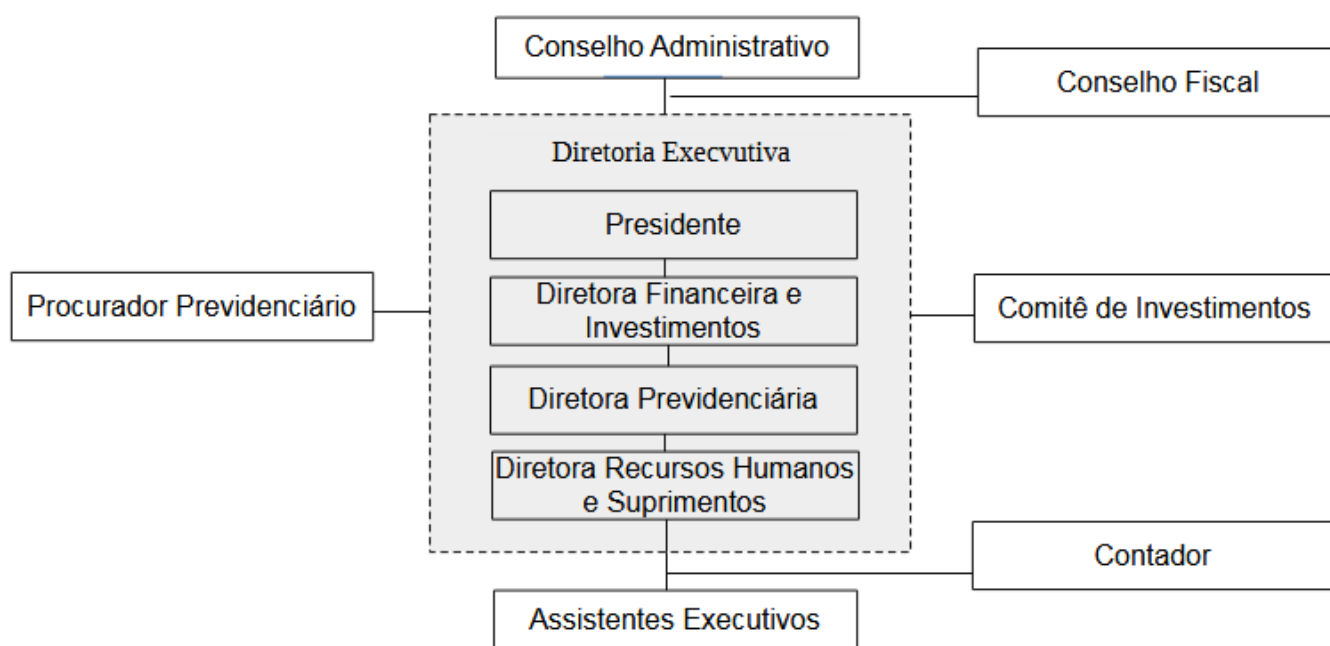 Conselho Administrativo
Conselho Fiscal
Diretoria Execvutiva
Presidente
Procurador Previdenciário
Diretora Financeira e
Investimentos
Comitê de Investimentos
Diretora Previdenciária
Diretora Recursos Humanos
e Suprimentos
Contador
Assistentes Executivos